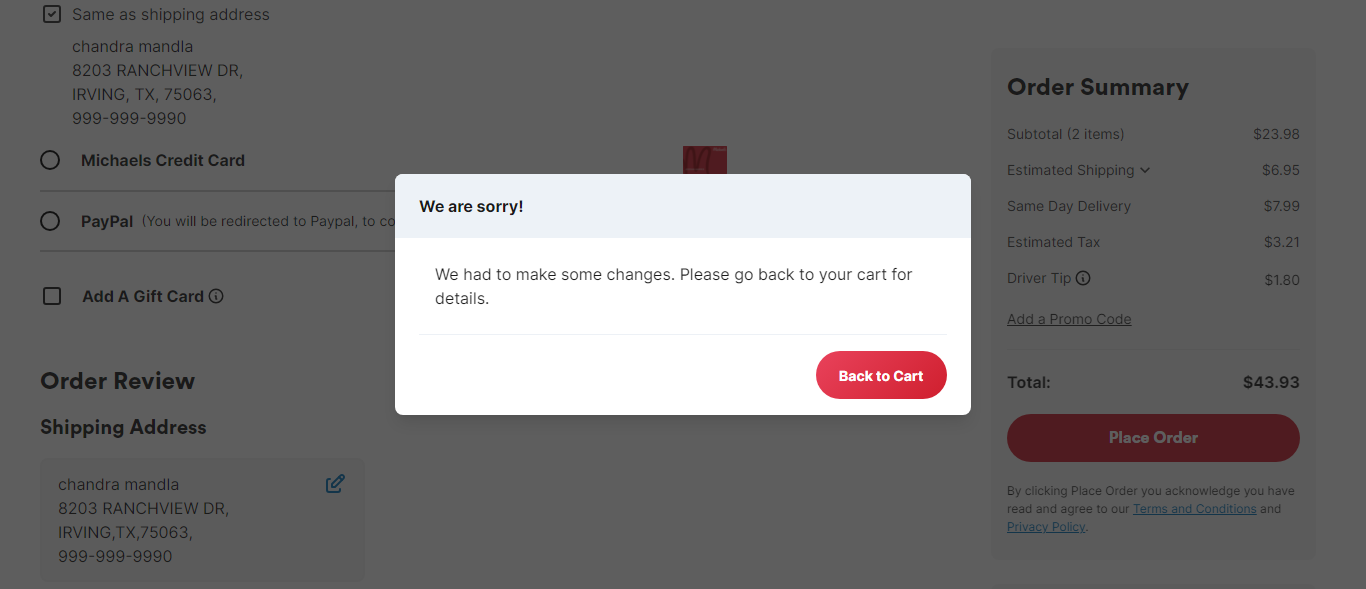 Same as shipping address
chandra mandla
8203 RANCHVIEW DR,
IRVING, TX, 75063,
999-999-9990
Michaels Credit Card
PayPal (You will be redirected to Paypal, to co
Add A Gift Card
Order Review
Shipping Address
chandra mandla
8203 RANCHVIEW DR,
IRVING,TX,75063,
999-999-9990
We are sorry!
We had to make some changes. Please go back to your cart for
details.
Back to Cart
Order Summary
Subtotal (2 items) $23.98
Estimated Shipping $6.95
Same Day Delivery $7.99
Estimated Tax $3.21
Driver Tip $1.80
Add a Promo Code
Total: $43.93
Place Order
By clicking Place Order you acknowledge you have
read and agree to our Terms and Conditions and
Privacy Policy.